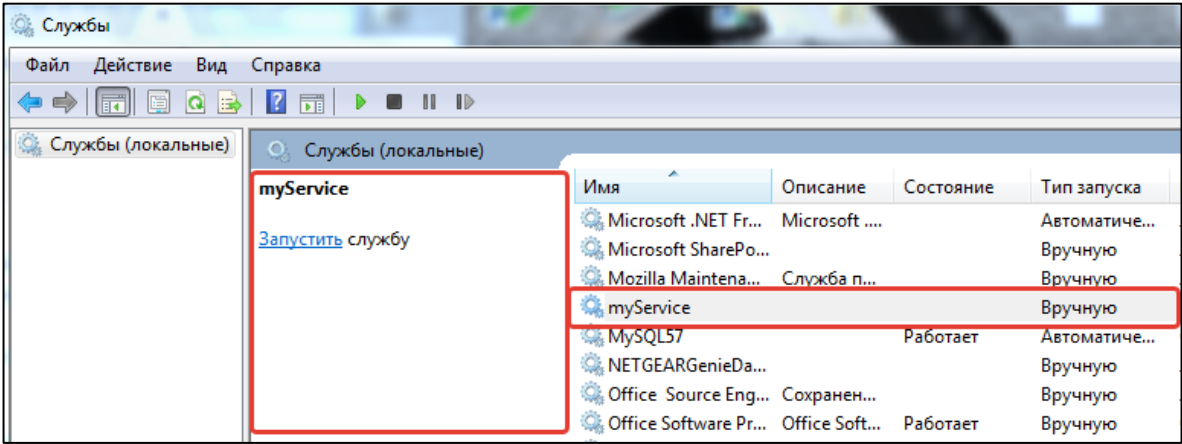 Службы
Файл Действие Вид Справка
Службы (локальные)
Службы (локальные)
myService
Запустить службу
Имя Описание Состояние Тип запуска
Microsoft .NET Fr... Microsoft .... Автоматиче...
Microsoft SharePo... Вручную
Mozilla Maintena... Служба п... Вручную
myService Вручную
MySQL57 Работает Автоматиче...
NETGEARGenieDa... Вручную
Office Source Eng... Сохранен... Вручную
Office Software Pr... Office Soft... Работает Вручную